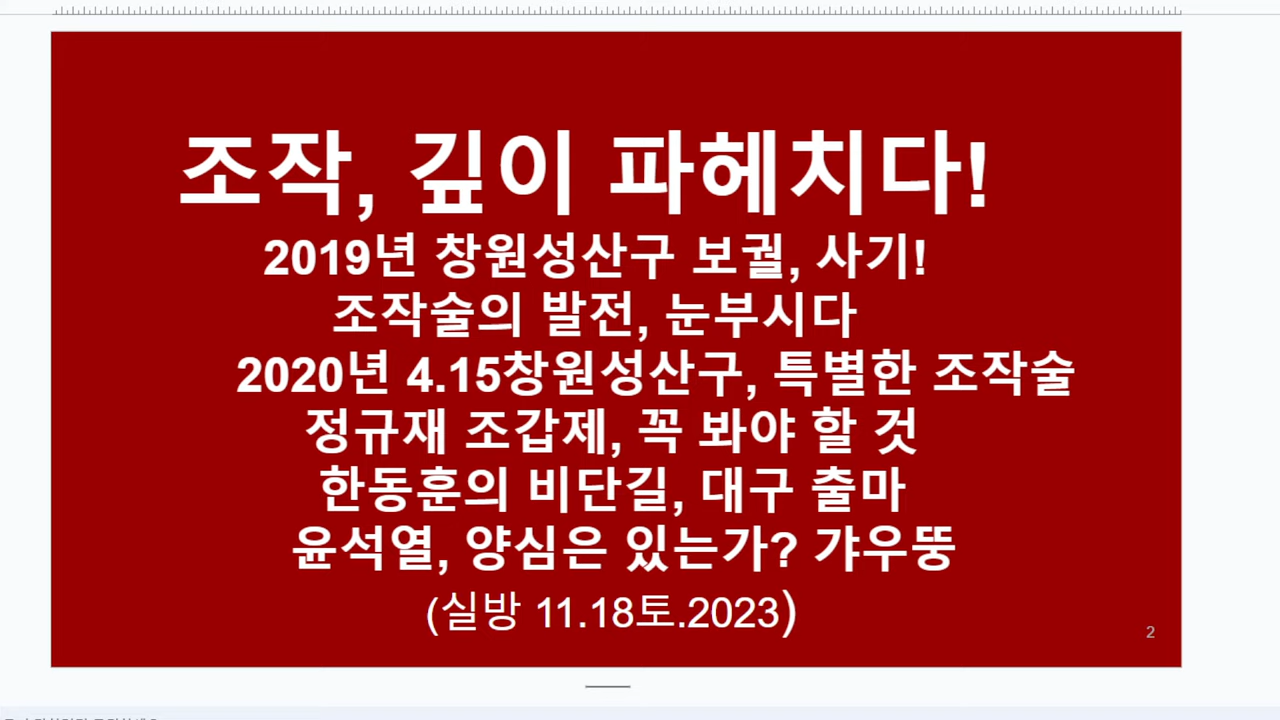 조작, 깊이 파헤치다!
2019년 창원성산구 보궐, 사기!
조작술의 발전, 눈부시다
2020년 4.15창원성산구, 특별한 조작술
정규재 조갑제, 꼭 봐야 할 것
한동훈의 비단길, 대구 출마
윤석열, 양심은 있는가? 갸우뚱
(실방 11.18토.2023)
2